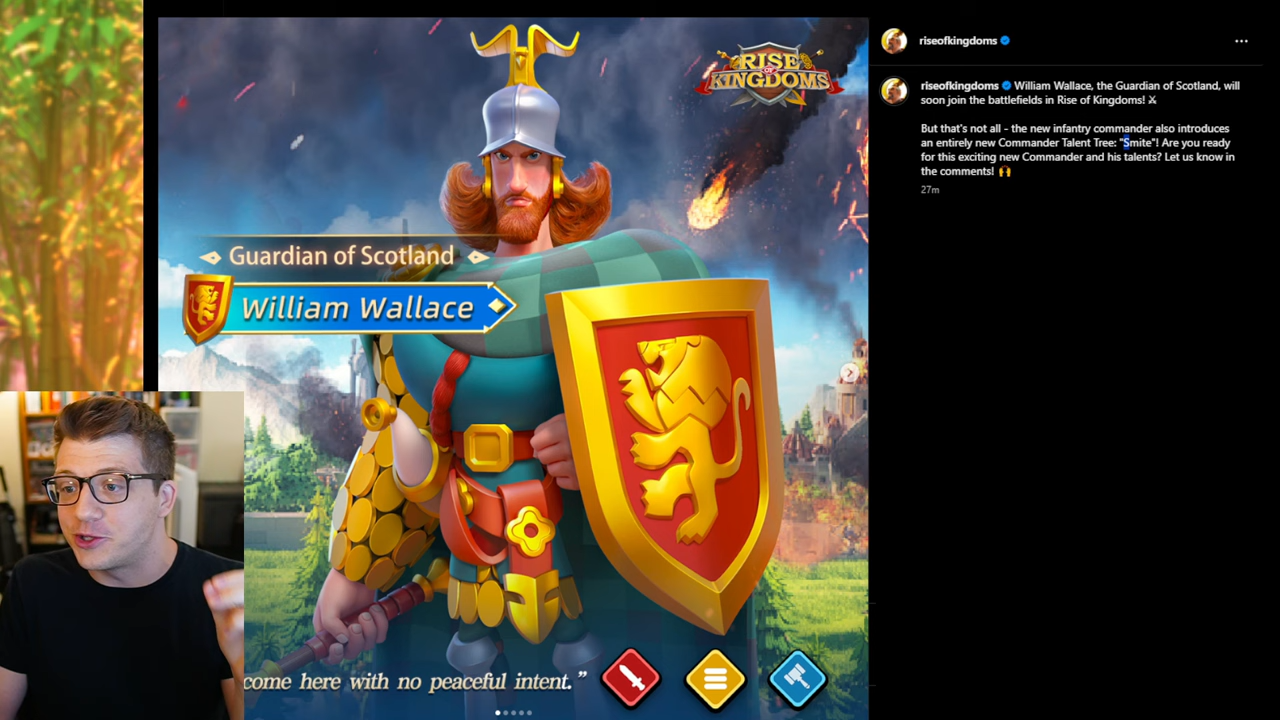 RISE OF KINGDOMS
Guardian of Scotland
William Wallace
come here with no peaceful intent.”
riseofkingdoms
riseofkingdoms William Wallace, the Guardian of Scotland, will
soon join the battlefields in Rise of Kingdoms! ⚔
But that's not all - the new infantry commander also introduces
an entirely new Commander Talent Tree: "Smite"! Are you ready
for this exciting new Commander and his talents? Let us know in
the comments! 🙌
27m